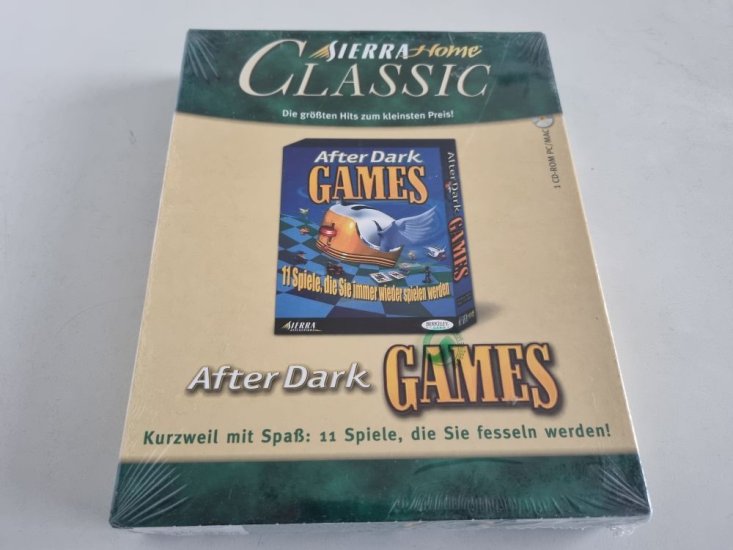 SIERRA Home
CLASSIC
Die größten Hits zum kleinsten Preis!
1 CD-ROM PC/MAC
After Dark
GAMES
11 Spiele, die Sie immer wieder spielen werden
SIERRA
BERKELEY
After Dark
GAMES
After Dark GAMES
Kurzweil mit Spaß: 11 Spiele, die Sie fesseln werden!